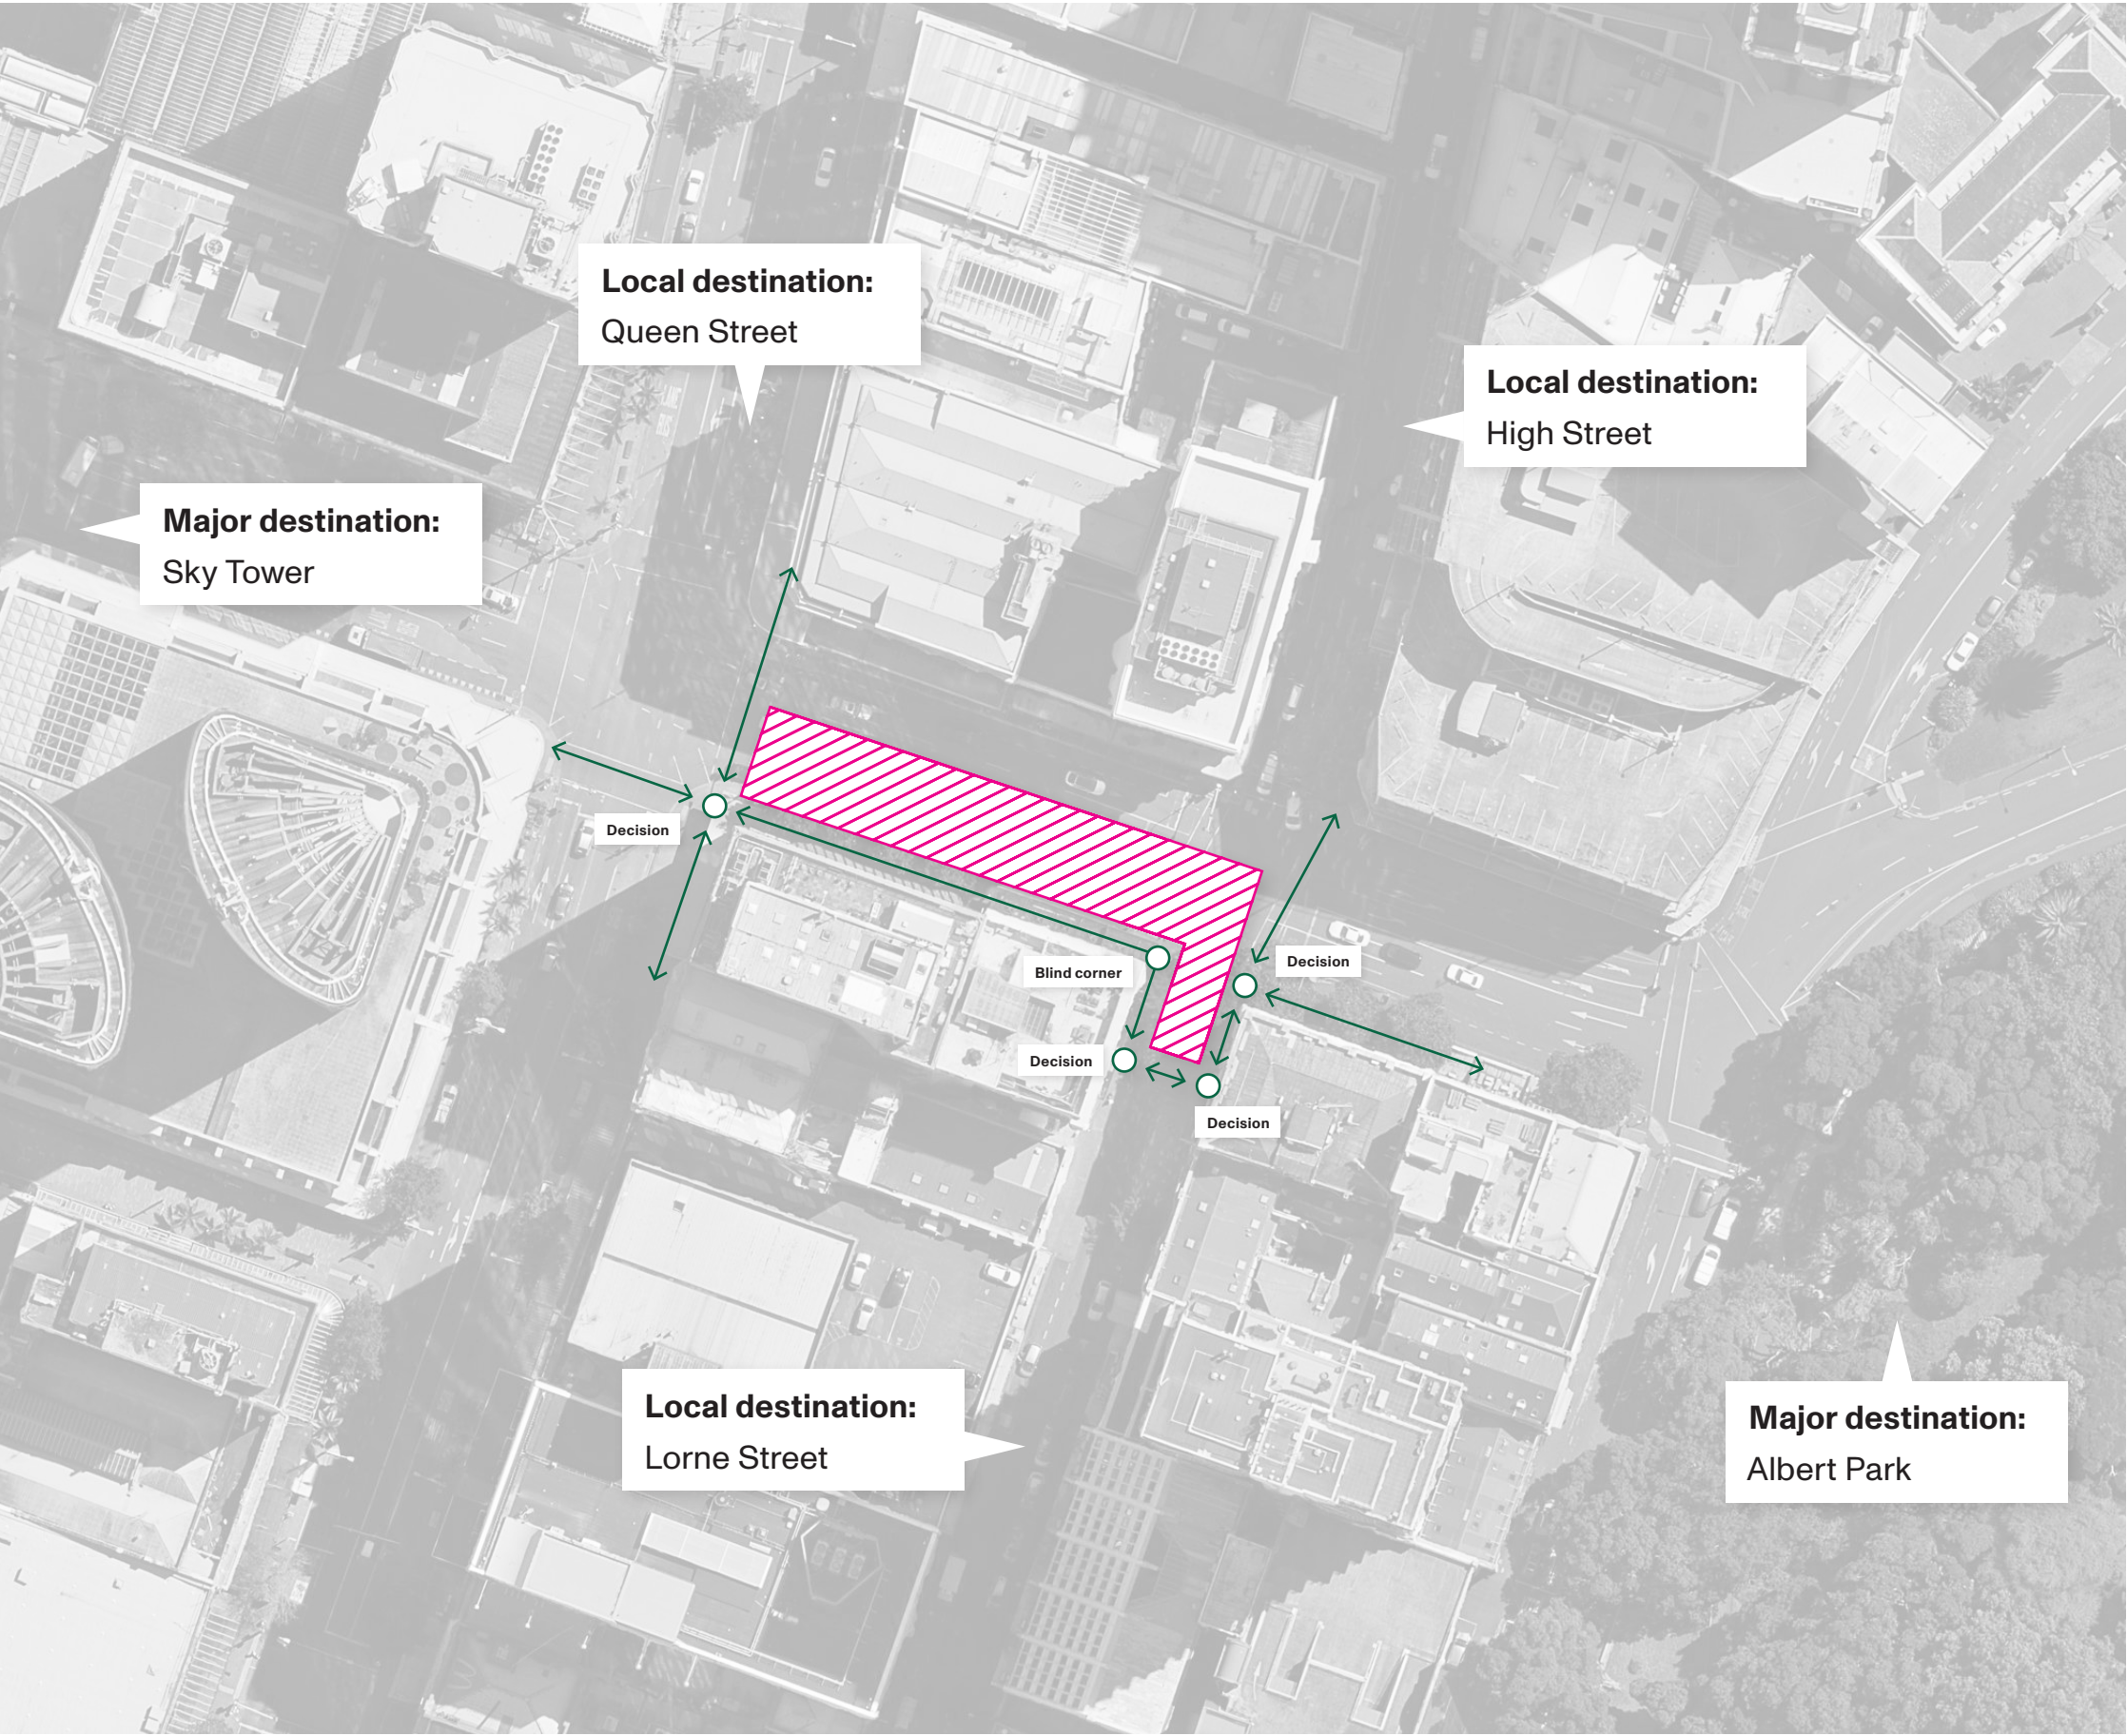 Local destination:
Queen Street
Local destination:
High Street
Major destination:
Sky Tower
Decision
Decision
Blind corner
Decision
Decision
Local destination:
Lorne Street
Major destination:
Albert Park